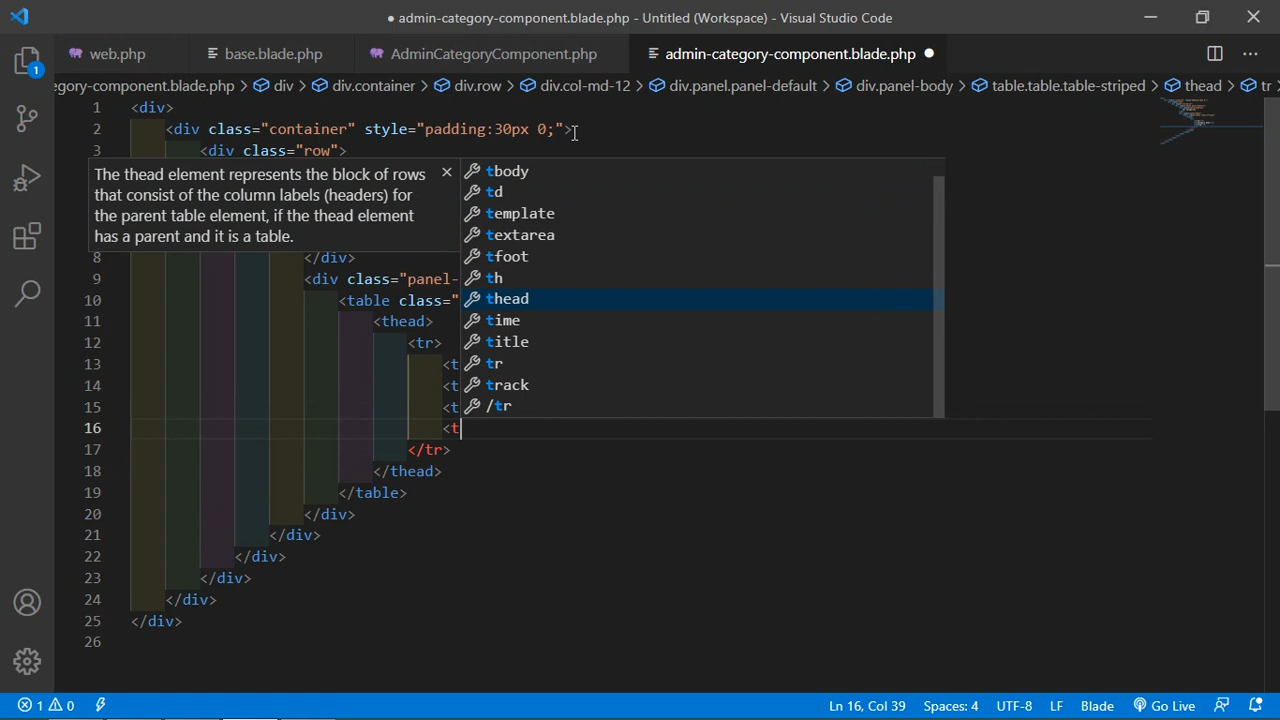 ● admin-category-component.blade.php - Untitled (Workspace) - Visual Studio Code
1
web.php
base.blade.php
AdminCategoryComponent.php
admin-category-component.blade.php
egory-component.blade.php > div > div.container > div.row > div.col-md-12 > div.panel.panel-default > div.panel-body > table.table.table-striped > thead > tr
1 <div>
2 <div class="container" style="padding:30px 0;">
3 <div class="row">
The thead element represents the block of rows
that consist of the column labels (headers) for
the parent table element, if the thead element
has a parent and it is a table.
tbody
td
template
textarea
tfoot
th
thead
time
title
tr
track
/tr
8 </div>
9 <div class="panel-
10 <table class="
11 <thead>
12 <tr>
13 <t
14 <t
15 <t
16 <t
17 </tr>
18 </thead>
19 </table>
20 </div>
21 </div>
22 </div>
23 </div>
24 </div>
25 </div>
26
1 0 Ln 16, Col 39 Spaces: 4 UTF-8 LF Blade Go Live